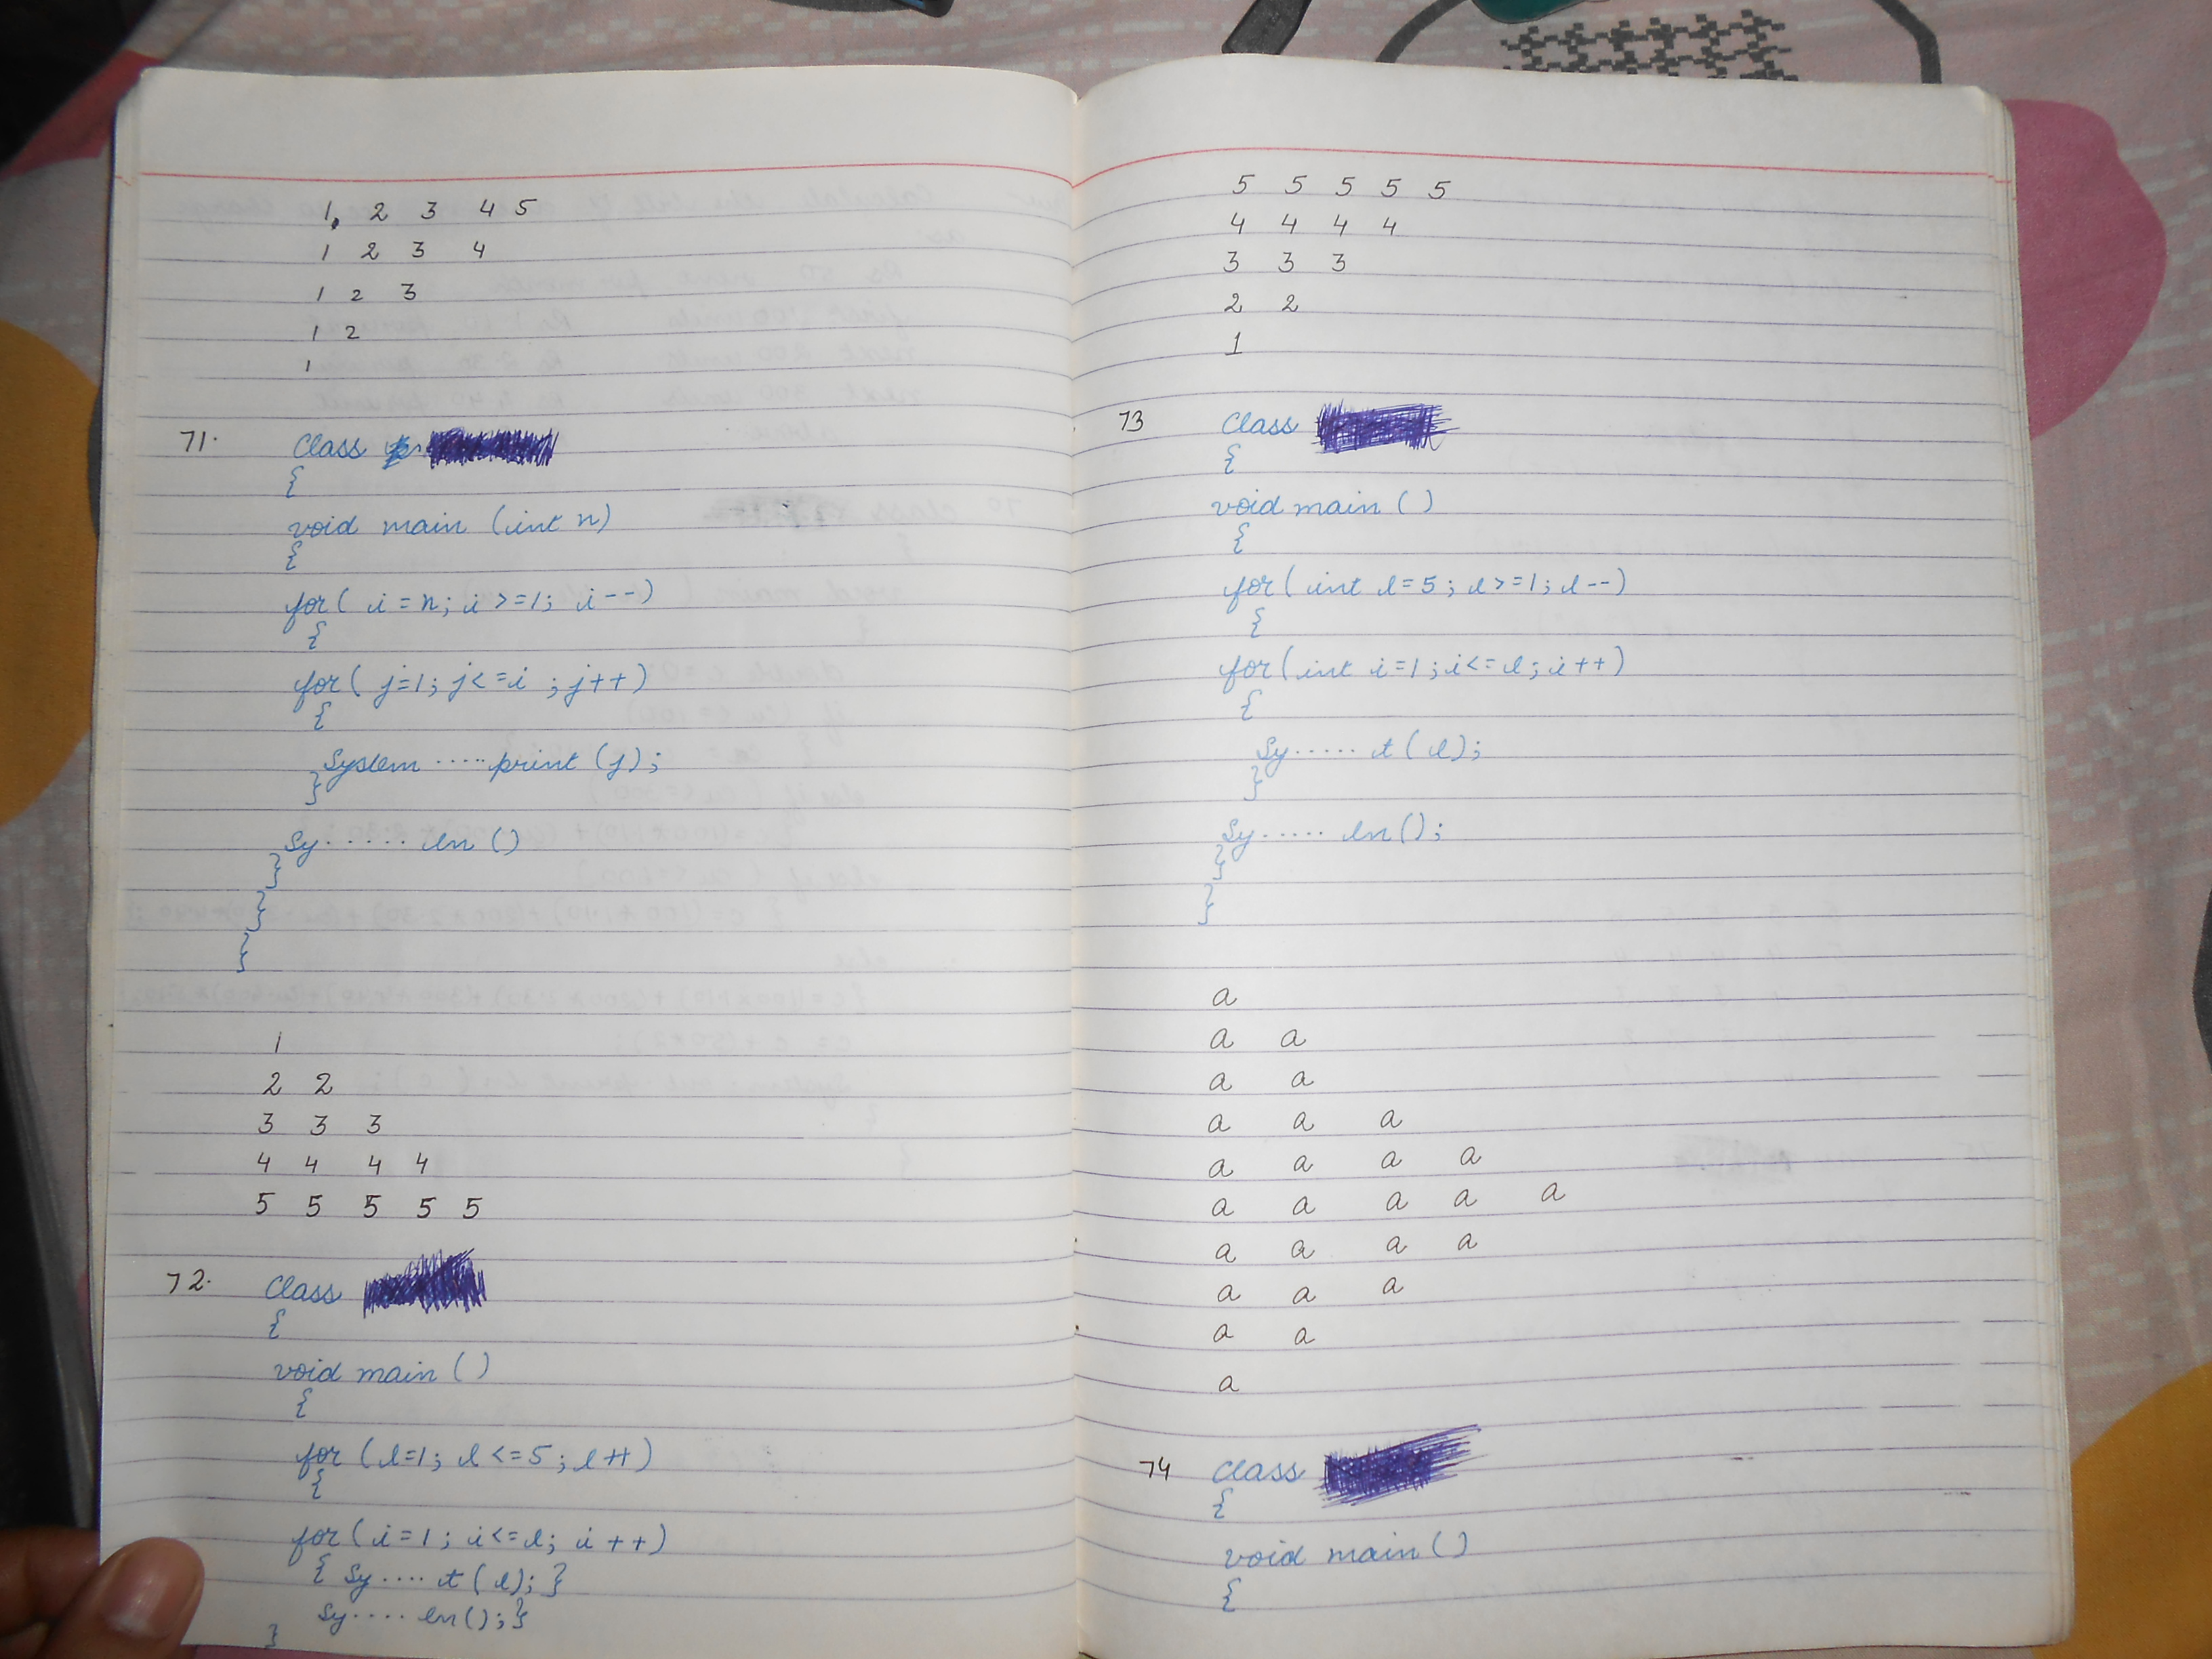 1, 2 3 4 5
1 2 3 4
1 2 3
1 2
1
71. Class
{
void main (int n)
{
for( i = n; i >=1; i--)
{
for( j=1; j<=i ; j++)
{
System ..... print (j);
}
Sy ...... ln ()
}
}
}
1
2 2
3 3 3
4 4 4 4
5 5 5 5 5
72. Class
{
void main ()
{
for (l=1; l <=5; l++)
{
for(i=1; i<=l; i++)
{ Sy .... t (l); }
Sy .... ln(); }
}
5 5 5 5 5
4 4 4 4
3 3 3
2 2
1
73 Class
{
void main ()
{
for( int l=5; l>=1; l--)
{
for(int i=1; i<=l; i++)
{
Sy ..... t (l);
}
Sy ..... ln();
}
}
a
a a
a a
a a a
a a a a
a a a a a
a a a a
a a a
a a
a
74 Class
{
void main ()
{